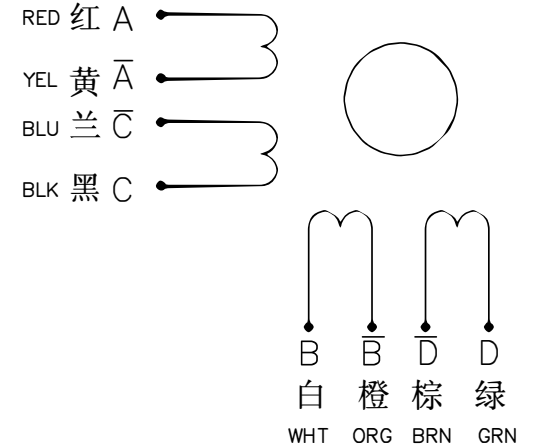 RED 红 A
YEL 黄 A̅
BLU 兰 C̅
BLK 黑 C
B B̅ D̅ D
白 橙 棕 绿
WHT ORG BRN GRN